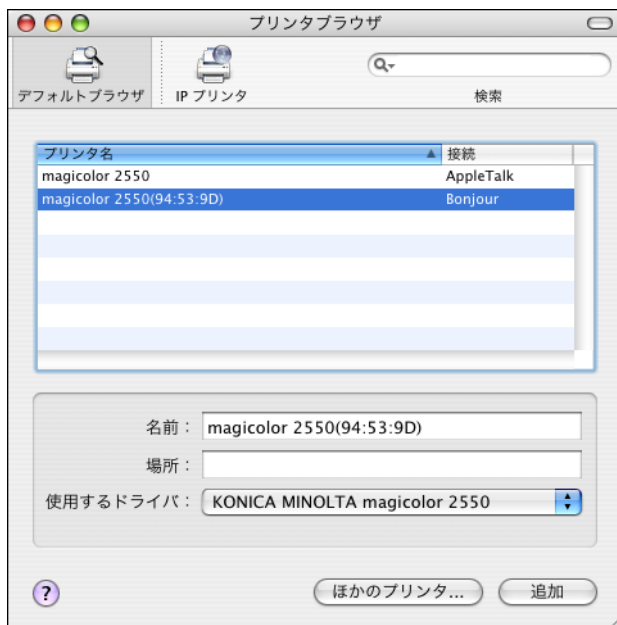 プリンタブラウザ
デフォルトブラウザ
IP プリンタ
検索
プリンタ名 接続
magicolor 2550 AppleTalk
magicolor 2550(94:53:9D) Bonjour
名前： magicolor 2550(94:53:9D)
場所：
使用するドライバ： KONICA MINOLTA magicolor 2550
? ほかのプリンタ... 追加